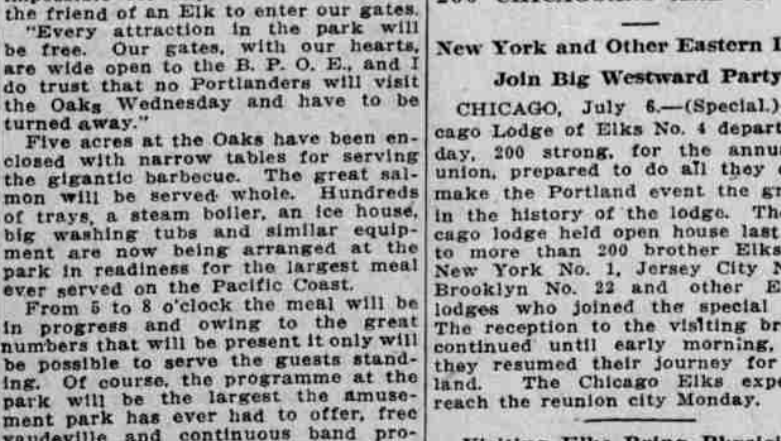 the friend of an Elk to enter our gates.
"Every attraction in the park will
be free. Our gates, with our hearts,
are wide open to the B. P. O. E., and I
do trust that no Portlanders will visit
the Oaks Wednesday and have to be
turned away."
Five acres at the Oaks have been en-
closed with narrow tables for serving
the gigantic barbecue. The great sal-
mon will be served whole. Hundreds
of trays, a steam boiler, an ice house,
big washing tubs and similar equip-
ment are now being arranged at the
park in readiness for the largest meal
ever served on the Pacific Coast.
From 5 to 8 o'clock the meal will be
in progress and owing to the great
numbers that will be present it only will
be possible to serve the guests stand-
ing. Of course, the programme at the
park will be the largest the amuse-
ment park has ever had to offer, free
vaudeville and continuous band pro-
New York and Other Eastern
Join Big Westward Party
CHICAGO, July 6.—(Special.)
cago Lodge of Elks No. 4 depar
day, 200 strong, for the annu
union, prepared to do all they
make the Portland event the g
in the history of the lodge. Th
cago lodge held open house last
to more than 200 brother Elks
New York No. 1, Jersey City
Brooklyn No. 22 and other E
lodges who joined the special
The reception to the visiting br
continued until early morning,
they resumed their journey for
land. The Chicago Elks exp
reach the reunion city Monday.